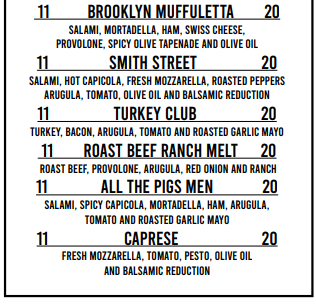 11 BROOKLYN MUFFULETTA 20
SALAMI, MORTADELLA, HAM, SWISS CHEESE,
PROVOLONE, SPICY OLIVE TAPENADE AND OLIVE OIL
11 SMITH STREET 20
SALAMI, HOT CAPICOLA, FRESH MOZZARELLA, ROASTED PEPPERS
ARUGULA, TOMATO, OLIVE OIL AND BALSAMIC REDUCTION
11 TURKEY CLUB 20
TURKEY, BACON, ARUGULA, TOMATO AND ROASTED GARLIC MAYO
11 ROAST BEEF RANCH MELT 20
ROAST BEEF, PROVOLONE, ARUGULA, RED ONION AND RANCH
11 ALL THE PIGS MEN 20
SALAMI, SPICY CAPICOLA, MORTADELLA, HAM, ARUGULA,
TOMATO AND ROASTED GARLIC MAYO
11 CAPRESE 20
FRESH MOZZARELLA, TOMATO, PESTO, OLIVE OIL
AND BALSAMIC REDUCTION